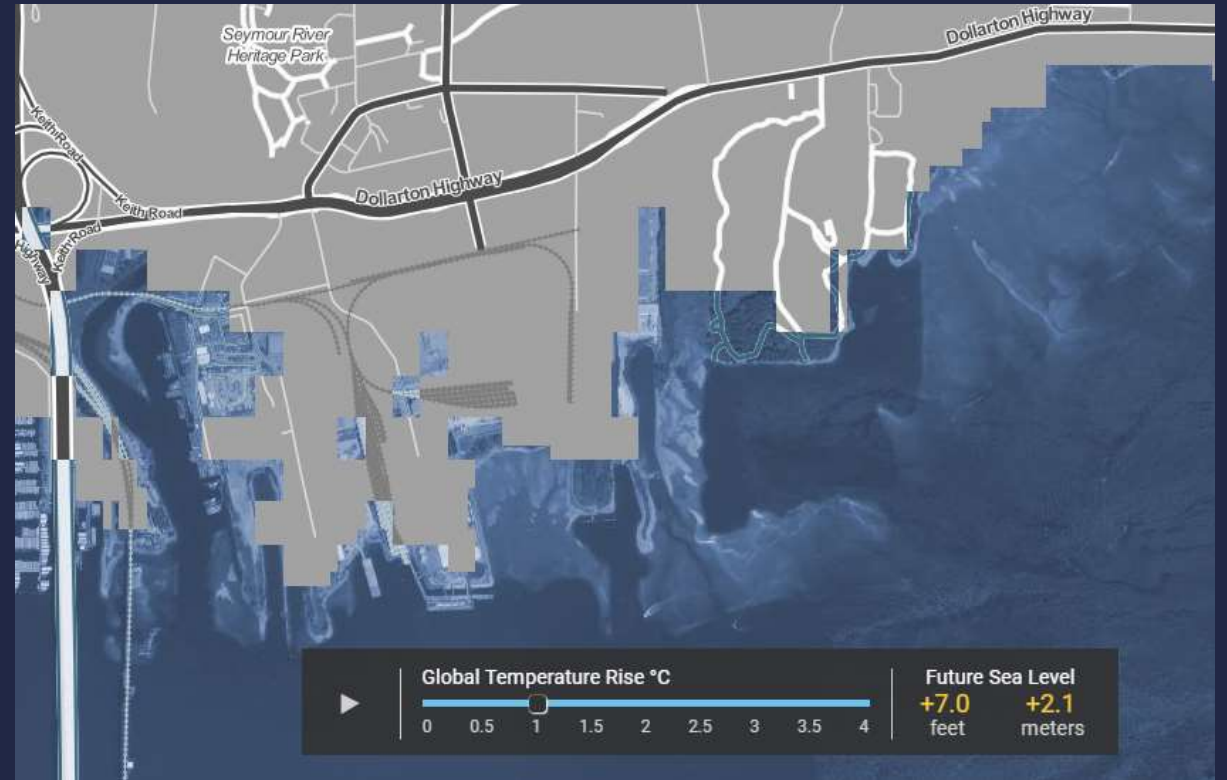 Seymour River
Heritage Park
Dollarton Highway
Keith Road
Keith Road
Dollarton Highway
Keith Road
Highway
Global Temperature Rise °C
0 0.5 1 1.5 2 2.5 3 3.5 4
Future Sea Level
+7.0 +2.1
feet meters